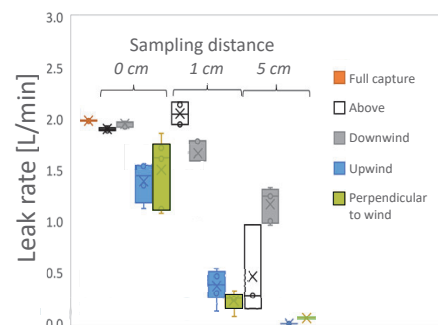 3.0
Sampling distance
0 cm 1 cm 5 cm
2.5
2.0
1.5
1.0
0.5
0.0
Leak rate [L/min]
Full capture
Above
Downwind
Upwind
Perpendicular
to wind